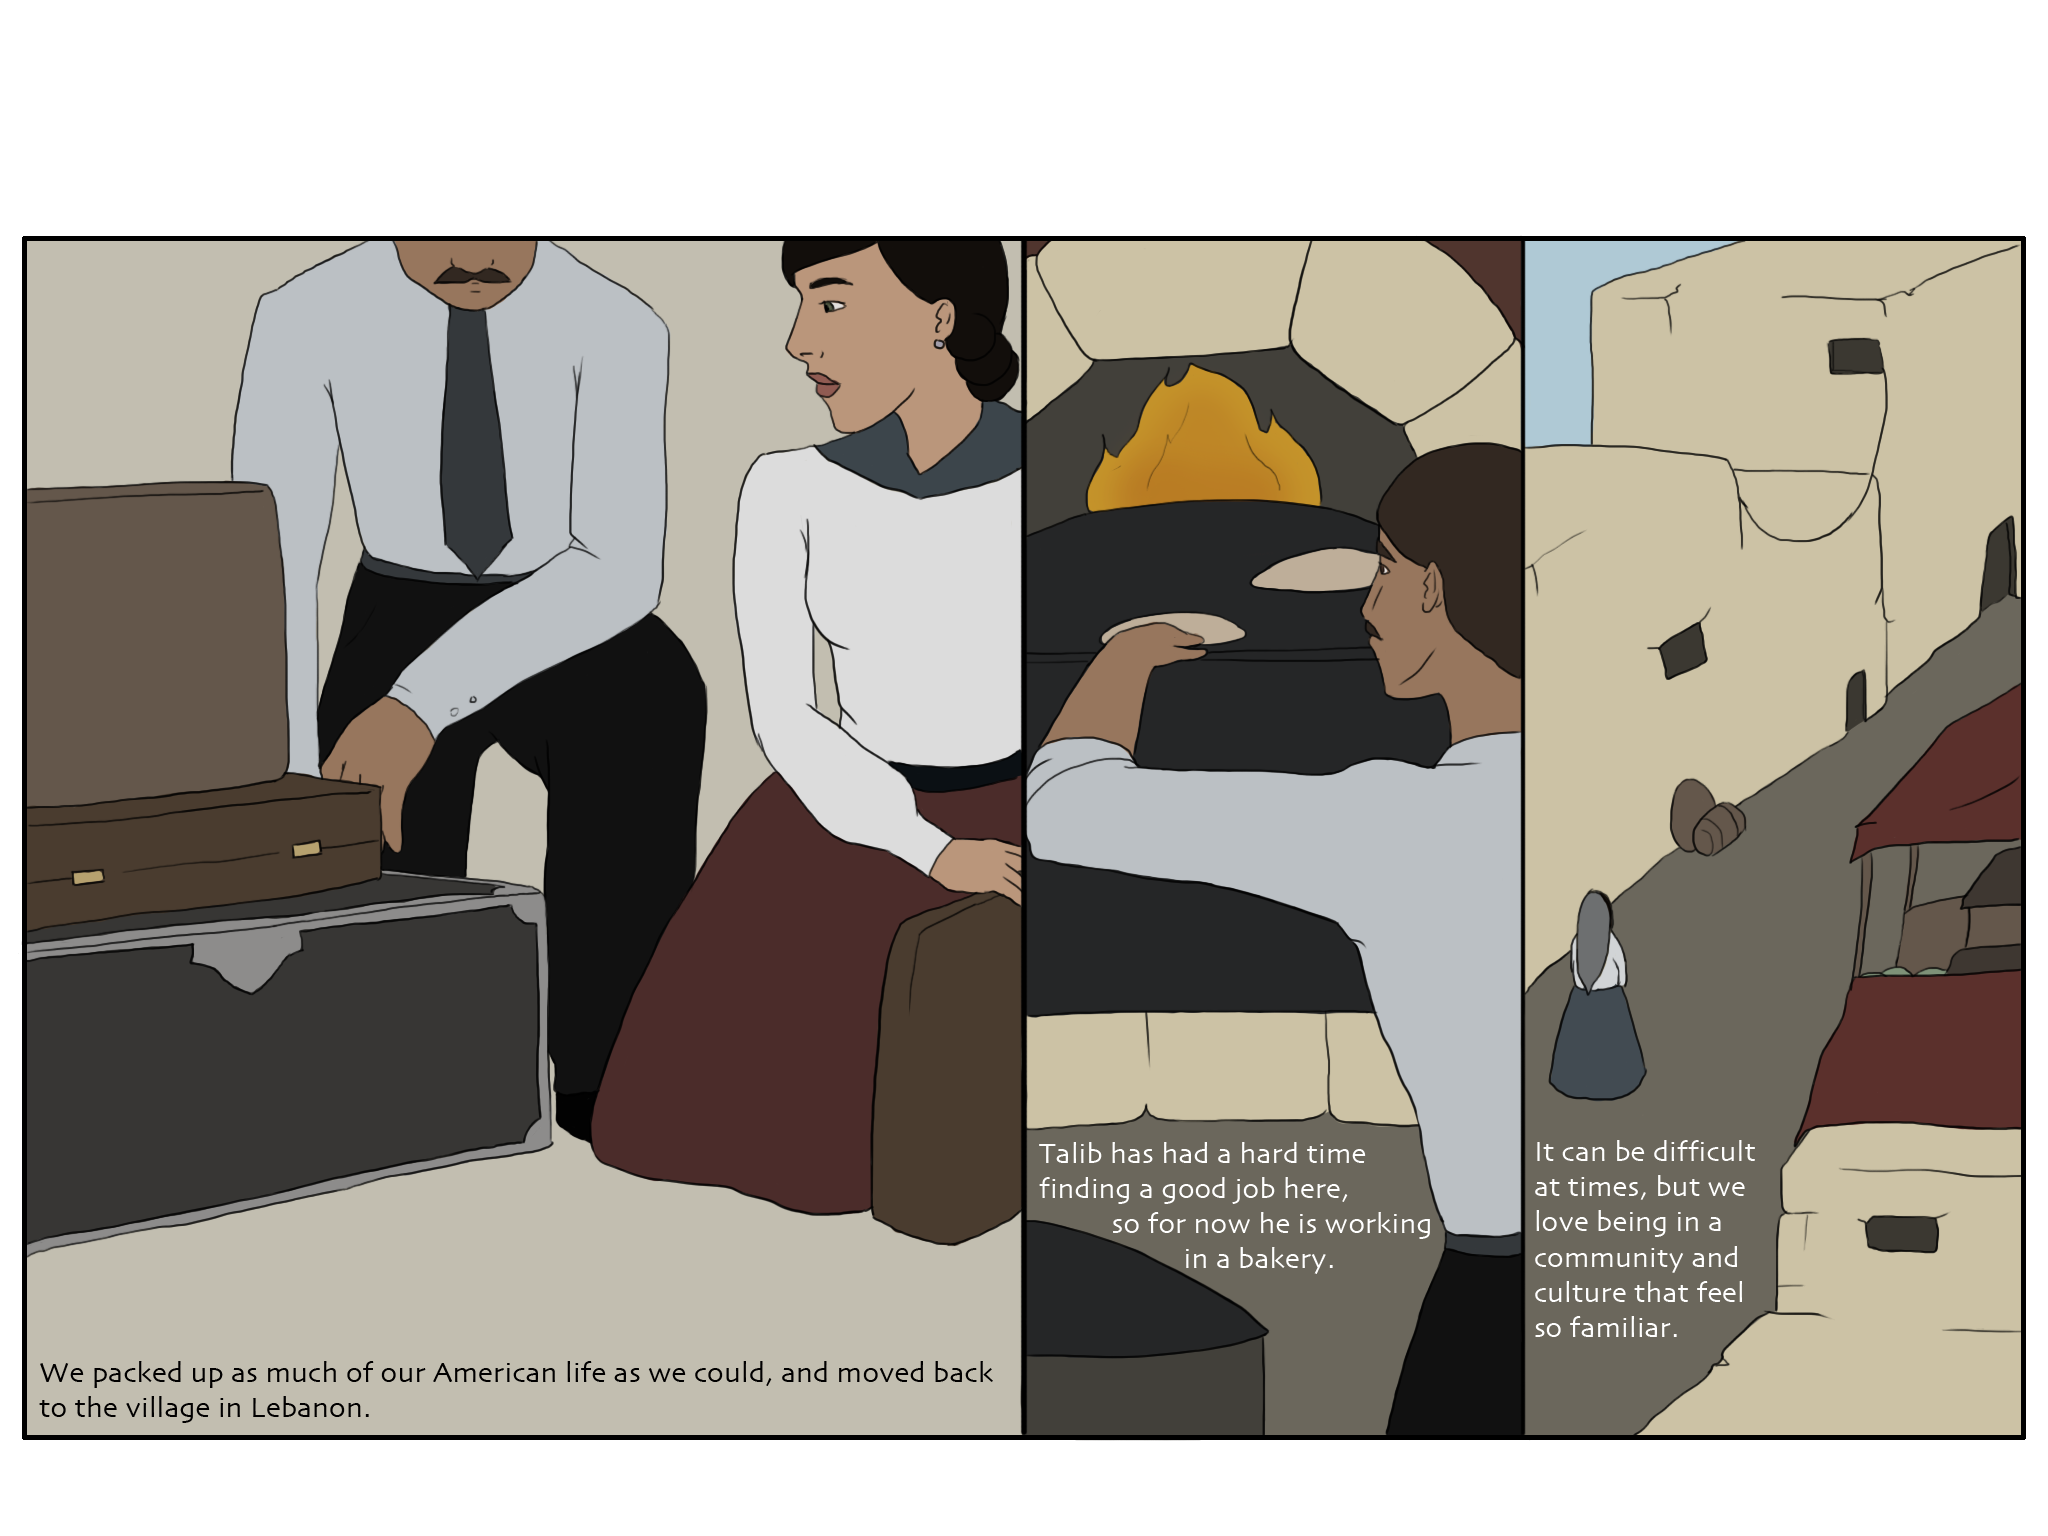 We packed up as much of our American life as we could, and moved back
to the village in Lebanon.
Talib has had a hard time
finding a good job here,
so for now he is working
in a bakery.
It can be difficult
at times, but we
love being in a
community and
culture that feel
so familiar.